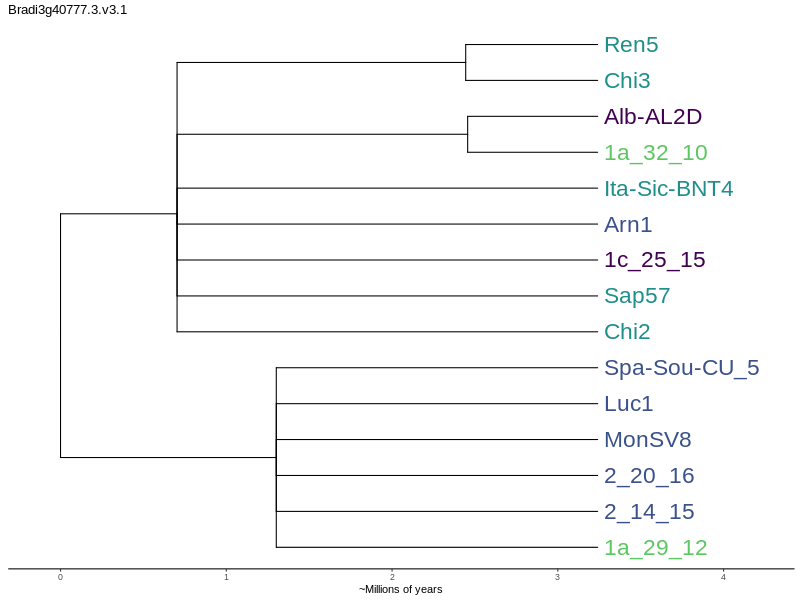 Bradi3g40777.3.v3.1
Ren5
Chi3
Alb-AL2D
1a_32_10
Ita-Sic-BNT4
Arn1
1c_25_15
Sap57
Chi2
Spa-Sou-CU_5
Luc1
MonSV8
2_20_16
2_14_15
1a_29_12
0 1 2 3 4
~Millions of years